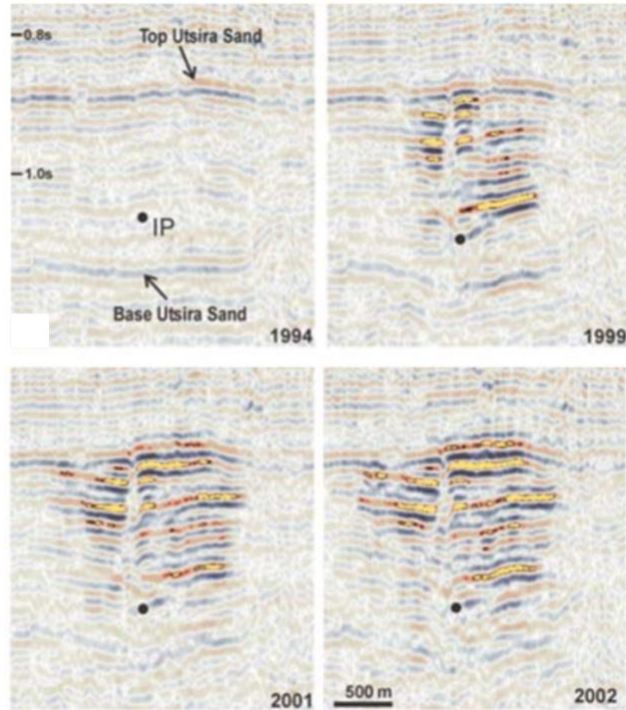 0.8s
Top Utsira Sand
1.0s
IP
Base Utsira Sand
1994
1999
2001
500 m
2002